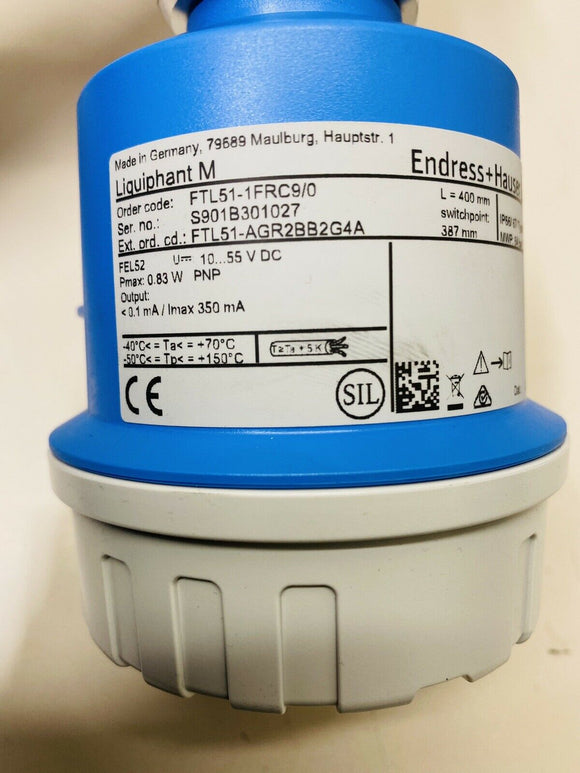 Made in Germany, 79689 Maulburg, Hauptstr. 1
Liquiphant M
Endress+Hauser
Order code: FTL51-1FRC9/0
Ser. no.: S901B301027
Ext. ord. cd.: FTL51-AGR2BB2G4A
L = 400 mm
switchpoint:
387 mm
FEL52 U⎓ 10...55 V DC
Pmax: 0.83 W PNP
Output:
< 0.1 mA / Imax 350 mA
-40°C<= Ta<= +70°C
-50°C<= Tp<= +150°C
T≥Ta + 5 K
CE
SIL